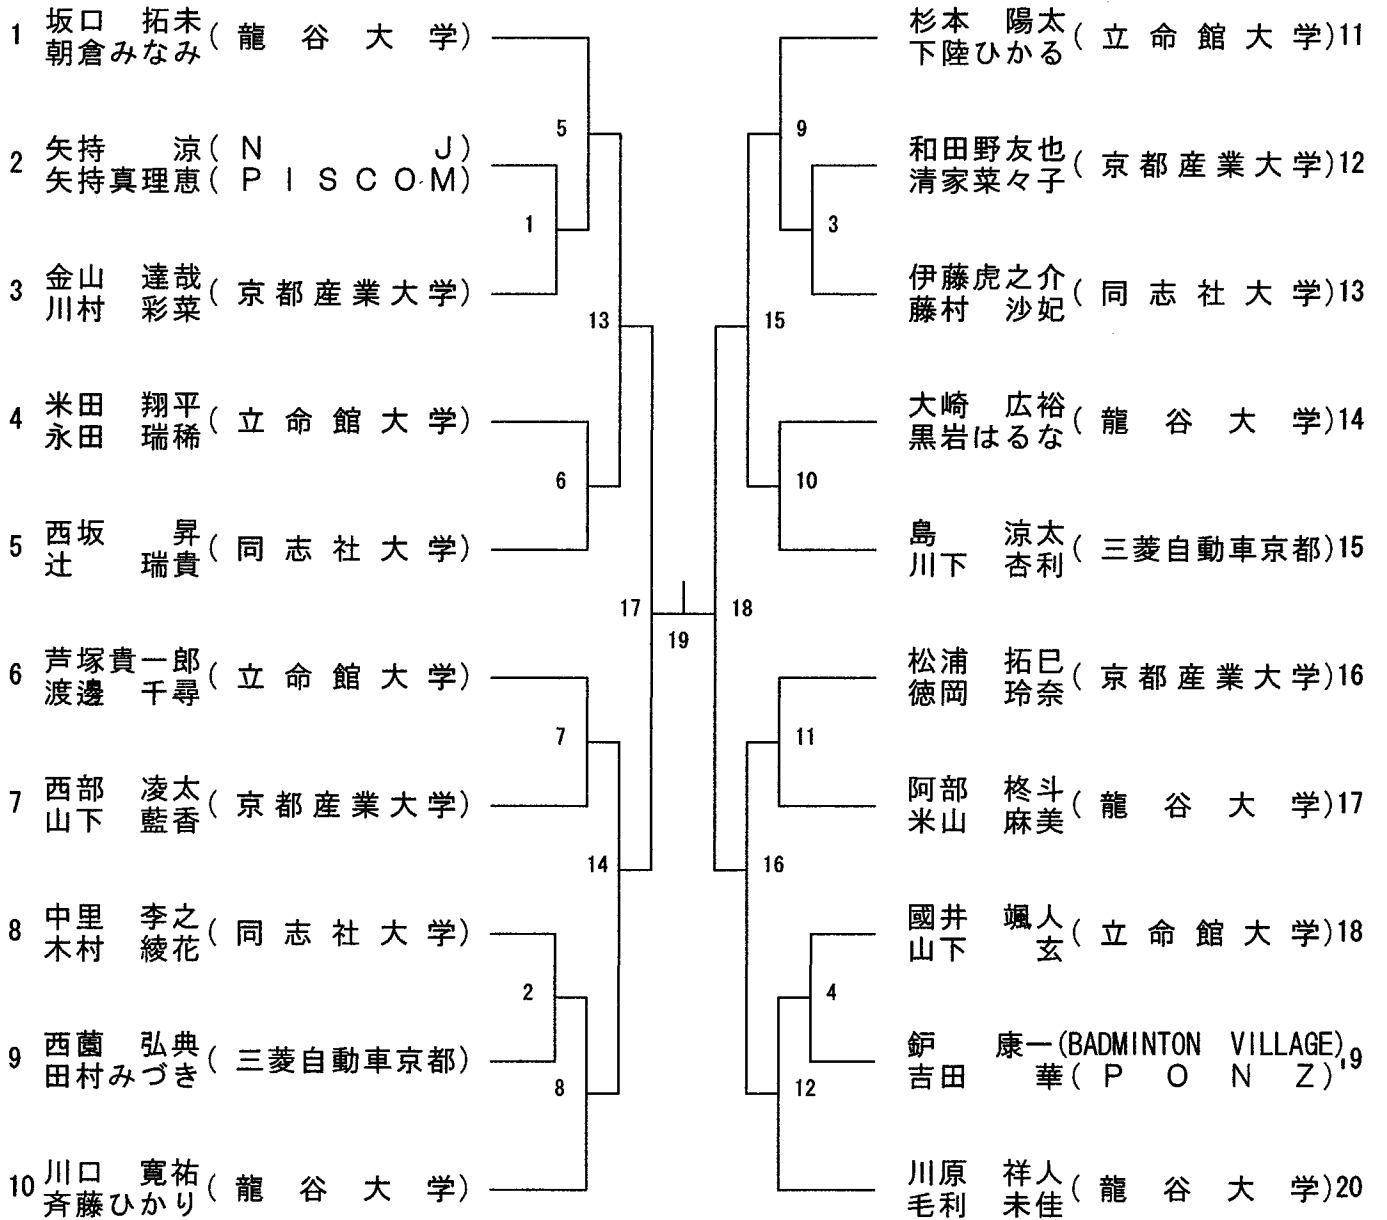 1 坂口 拓未 朝倉みなみ (龍谷大学)
2 矢持 涼 (NJ) 矢持真理恵 (PISCOM)
3 金山 達哉 川村 彩菜 (京都産業大学)
4 米田 翔平 永田 瑞稀 (立命館大学)
5 西坂 昇 辻 瑞貴 (同志社大学)
6 芦塚貴一郎 渡邊 千尋 (立命館大学)
7 西部 凌太 山下 藍香 (京都産業大学)
8 中里 李之 木村 綾花 (同志社大学)
9 西薗 弘典 田村みづき (三菱自動車京都)
10 川口 寛祐 斉藤ひかり (龍谷大学)
5
1
13
6
17
7
14
2
8
19
9
3
15
10
18
11
16
4
12
杉本 陽太 下陸ひかる (立命館大学) 11
和田野友也 清家菜々子 (京都産業大学) 12
伊藤虎之介 藤村 沙妃 (同志社大学) 13
大崎 広裕 黒岩はるな (龍谷大学) 14
島 涼太 川下 杏利 (三菱自動車京都) 15
松浦 拓巳 徳岡 玲奈 (京都産業大学) 16
阿部 柊斗 米山 麻美 (龍谷大学) 17
國井 颯人 山下 玄 (立命館大学) 18
鈩 康一 (BADMINTON VILLAGE) 吉田 華 (PONZ) 19
川原 祥人 毛利 未佳 (龍谷大学) 20